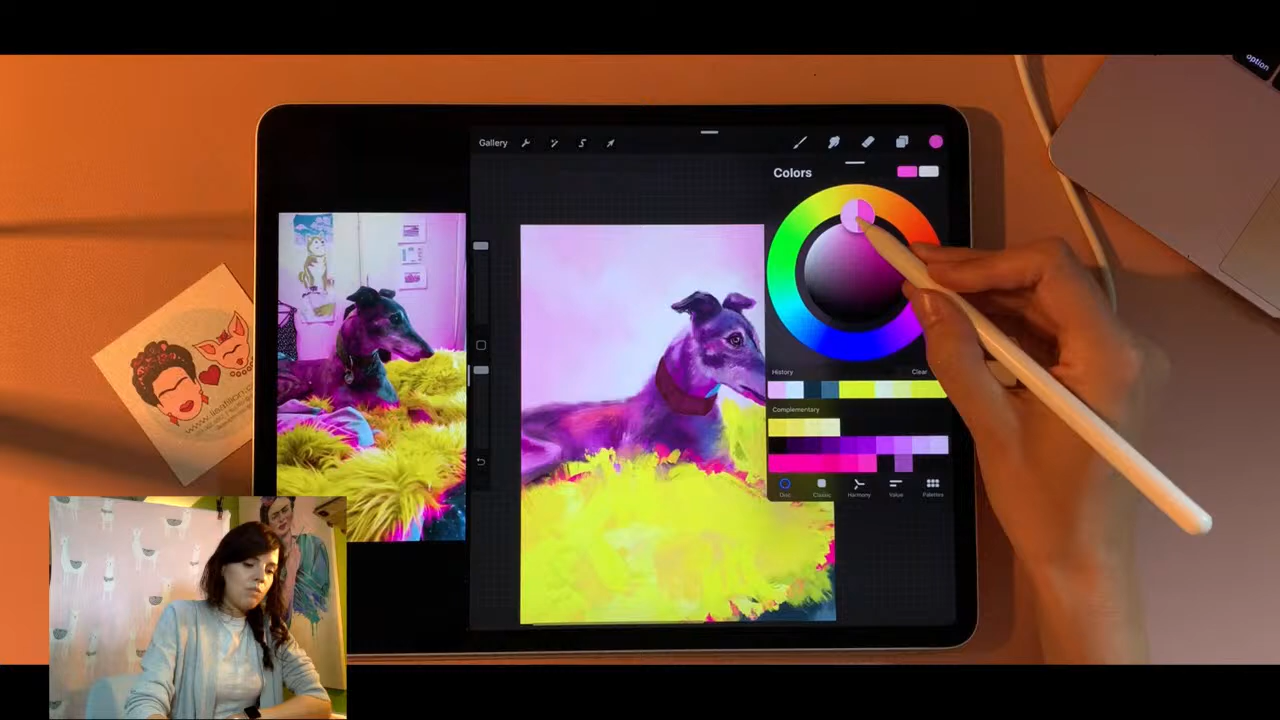 option
Gallery
Colors
History
Clear
Complementary
Disc
Classic
Harmony
Value
Palettes